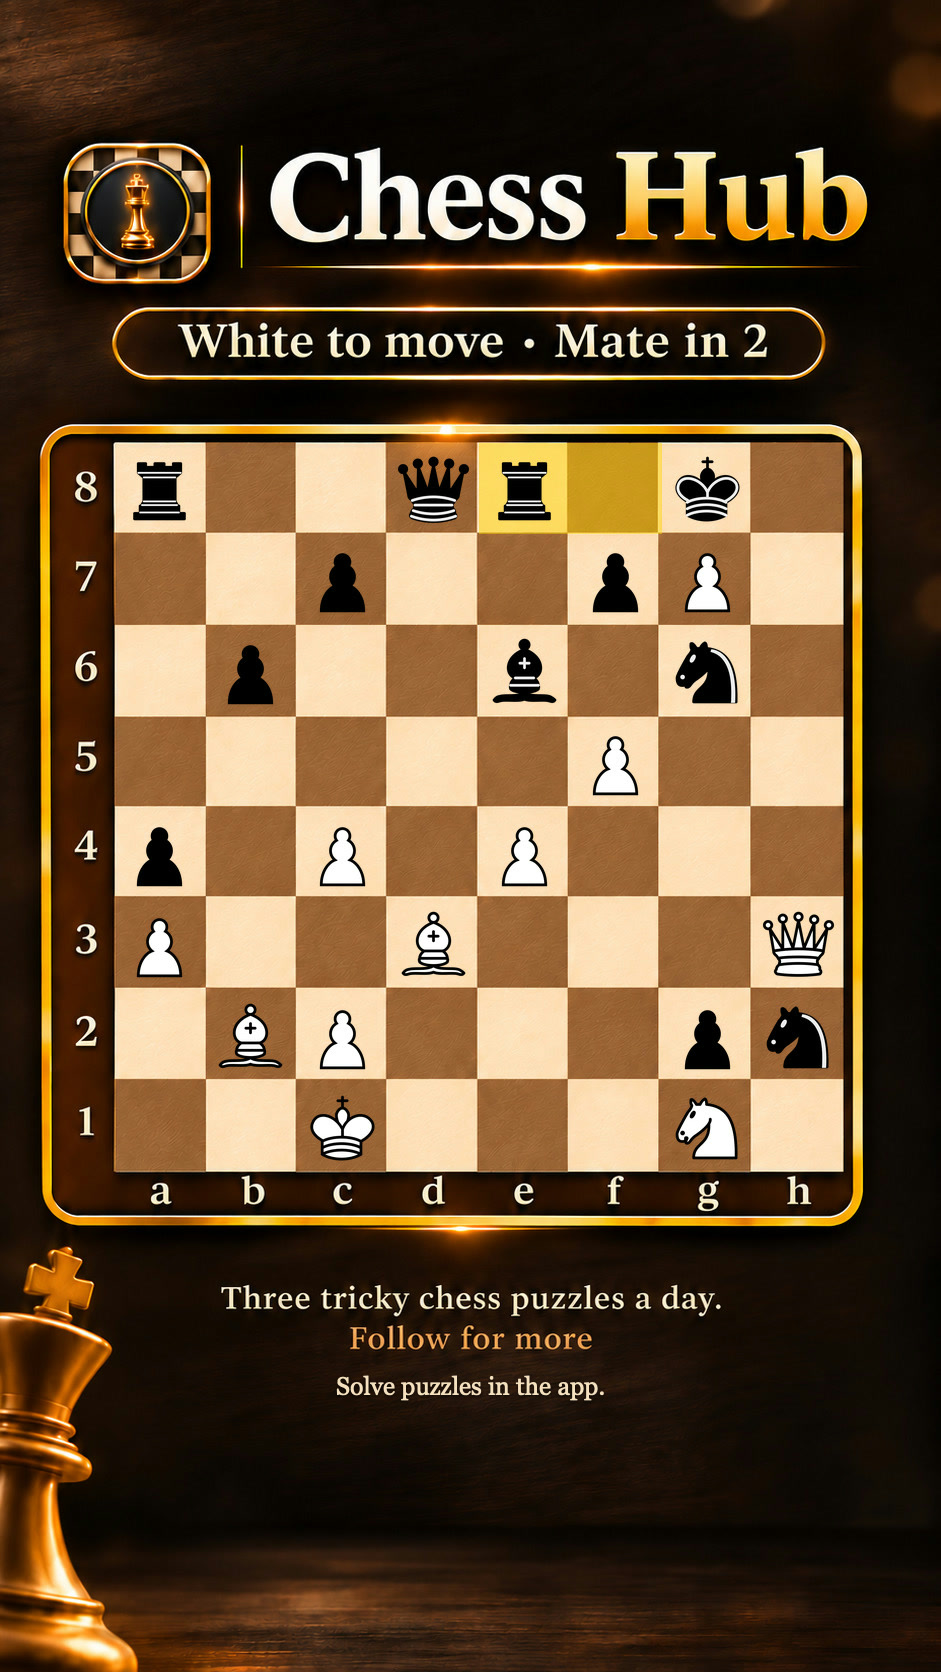 Chess Hub
White to move · Mate in 2
8
7
6
5
4
3
2
1
a b c d e f g h
Three tricky chess puzzles a day.
Follow for more
Solve puzzles in the app.